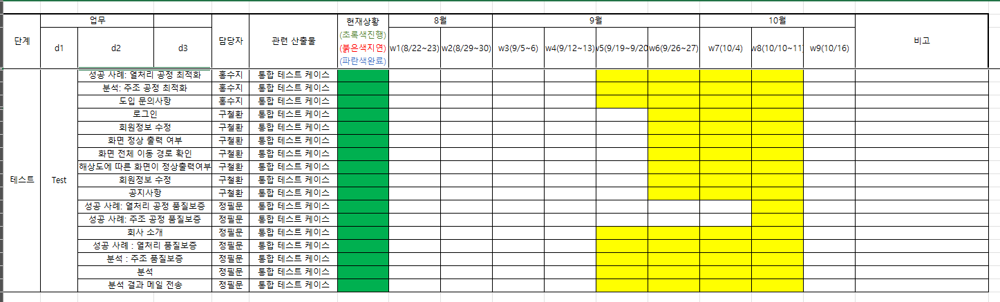 단계 업무 담당자 관련 산출물 현재상황 8월 9월 10월 비고
d1 d2 d3 (초록색진행) (붉은색지연) (파란색완료) w1(8/22~23) w2(8/29~30) w3(9/5~6) w4(9/12~13) w5(9/19~9/20 w6(9/26~27) w7(10/4) w8(10/10~11) w9(10/16)
테스트 Test
성공 사례: 열처리 공정 최적화 홍수지 통합 테스트 케이스
분석: 주조 공정 최적화 홍수지 통합 테스트 케이스
도입 문의사항 홍수지 통합 테스트 케이스
로그인 구철환 통합 테스트 케이스
회원정보 수정 구철환 통합 테스트 케이스
화면 정상 출력 여부 구철환 통합 테스트 케이스
화면 전체 이동 경로 확인 구철환 통합 테스트 케이스
해상도에 따른 화면이 정상출력여부 구철환 통합 테스트 케이스
회원정보 수정 구철환 통합 테스트 케이스
공지사항 구철환 통합 테스트 케이스
성공 사례: 열처리 공정 품질보증 정필문 통합 테스트 케이스
성공 사례: 주조 공정 품질보증 정필문 통합 테스트 케이스
회사 소개 정필문 통합 테스트 케이스
성공 사례 : 열처리 품질보증 정필문 통합 테스트 케이스
분석 : 주조 품질보증 정필문 통합 테스트 케이스
분석 정필문 통합 테스트 케이스
분석 결과 메일 전송 정필문 통합 테스트 케이스